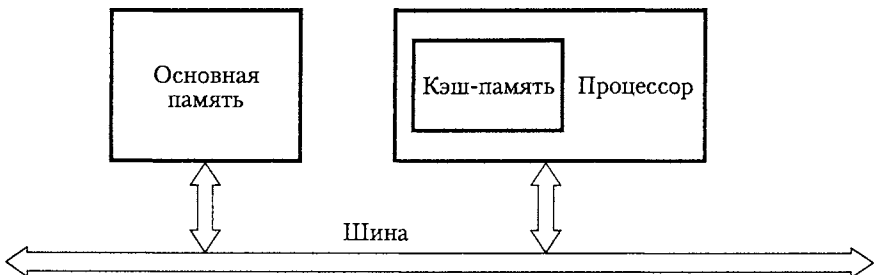 Основная
память
Кэш-память
Процессор
Шина